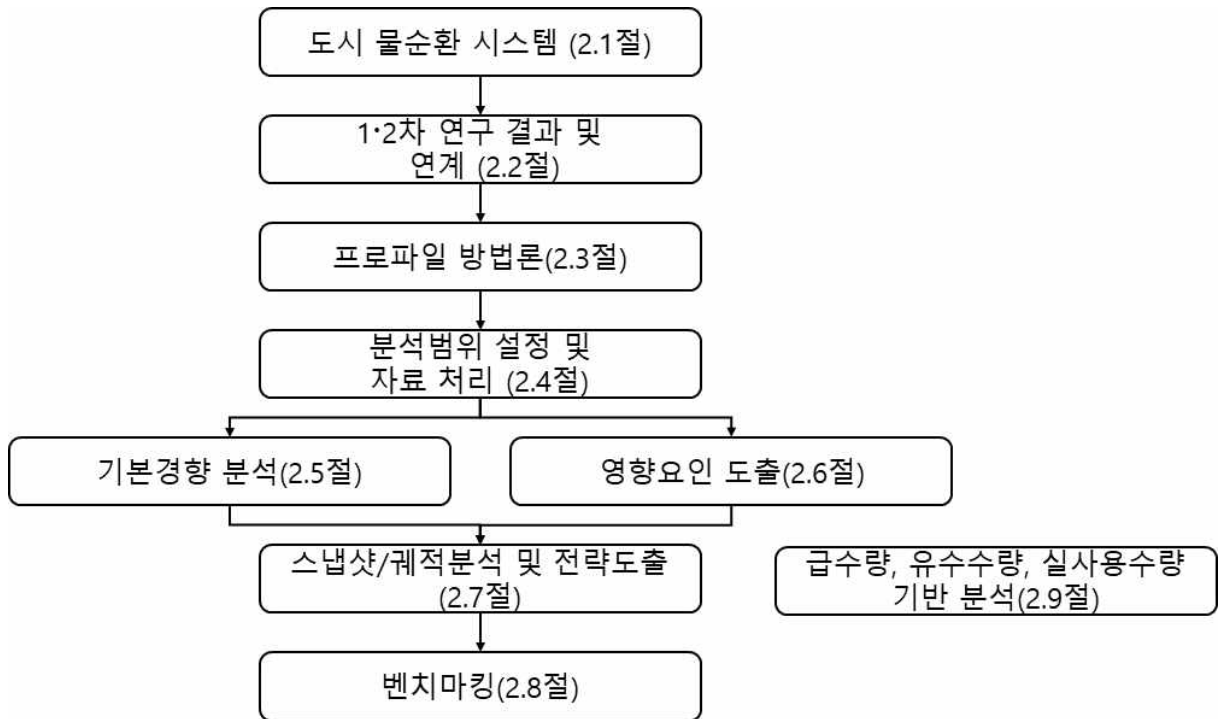 도시 물순환 시스템 (2.1절)
1·2차 연구 결과 및
연계 (2.2절)
프로파일 방법론(2.3절)
분석범위 설정 및
자료 처리 (2.4절)
기본경향 분석(2.5절)
영향요인 도출(2.6절)
스냅샷/궤적분석 및 전략도출
(2.7절)
급수량, 유수수량, 실사용수량
기반 분석(2.9절)
벤치마킹(2.8절)